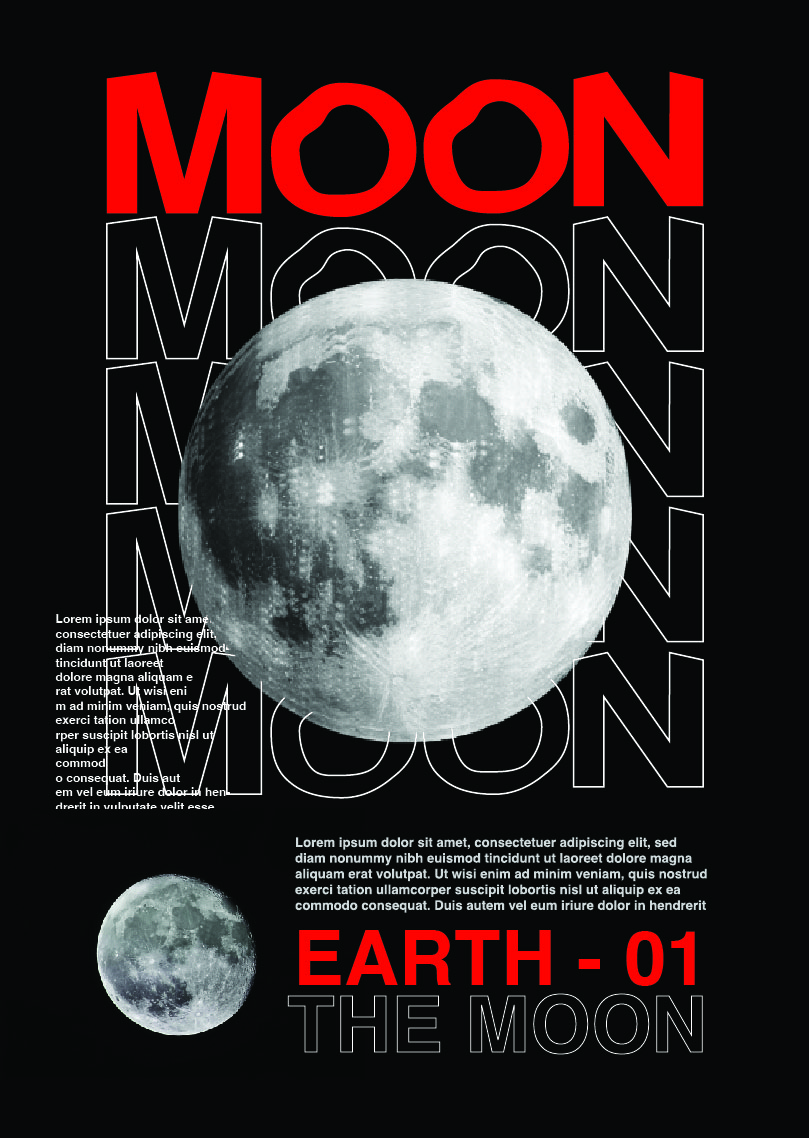 MOON
MOON
M N
M N
MOON
Lorem ipsum dolor sit ame
consectetuer adipiscing elit,
diam nonummy nibh euismod
tincidunt ut laoreet
dolore magna aliquam e
rat volutpat. Ut wisi eni
m ad minim veniam, quis nostrud
exerci tation ullamco
rper suscipit lobortis nisl ut
aliquip ex ea
commod
o consequat. Duis aut
em vel eum iriure dolor in hen-
drerit in vulputate velit esse
Lorem ipsum dolor sit amet, consectetuer adipiscing elit, sed
diam nonummy nibh euismod tincidunt ut laoreet dolore magna
aliquam erat volutpat. Ut wisi enim ad minim veniam, quis nostrud
exerci tation ullamcorper suscipit lobortis nisl ut aliquip ex ea
commodo consequat. Duis autem vel eum iriure dolor in hendrerit
EARTH - 01
THE MOON